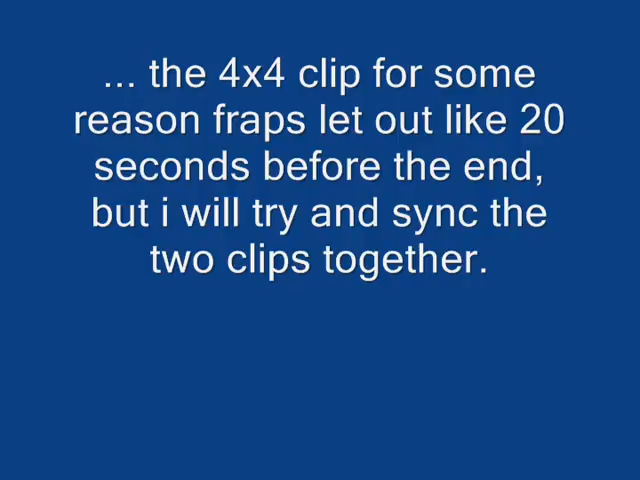 ... the 4x4 clip for some
reason fraps let out like 20
seconds before the end,
but i will try and sync the
two clips together.